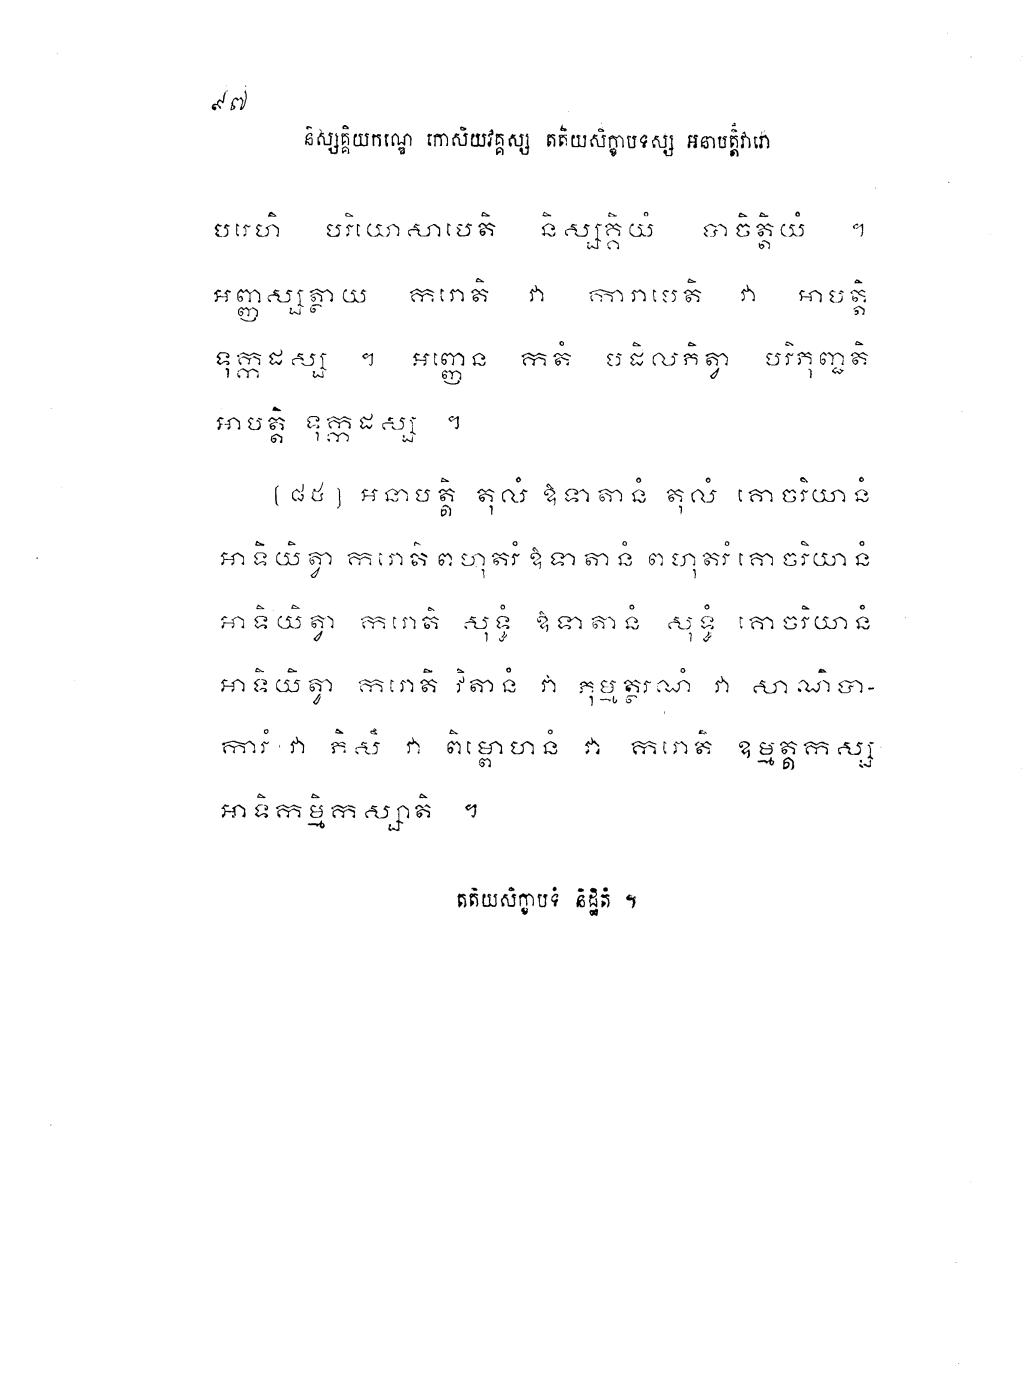 ៩៧
និស្សគ្គិយកណ្ឌេ កោសិយវគ្គស្ស តតិយសិក្ខាបទស្ស អនាបត្តិវារោ
បរេហិ បរិយោសាបេតិ និស្សគ្គិយំ បាចិត្តិយំ ។
អញ្ញស្សត្ថាយ ករោតិ វា ការាបេតិ វា អាបត្តិ
ទុក្កដស្ស ។ អញ្ញេន កតំ បដិលភិត្វា បរិភុញ្ជតិ
អាបត្តិ ទុក្កដស្ស ។
(៨៥) អនាបត្តិ តុលំ ឱទាតានំ តុលំ គោចរិយានំ
អាទិយិត្វា ករោតិ ពហុតរំ ឱទាតានំ ពហុតរំ គោចរិយានំ
អាទិយិត្វា ករោតិ សុទ្ធំ ឱទាតានំ សុទ្ធំ គោចរិយានំ
អាទិយិត្វា ករោតិ វិតានំ វា ភុម្មត្ថរណំ វា សាណិបា-
ការំ វា ភិសិំ វា ពិម្ពោហនំ វា ករោតិ ឧម្មត្តកស្ស
អាទិកម្មិកស្សាតិ ។
តតិយសិក្ខាបទំ និដ្ឋិតំ ។